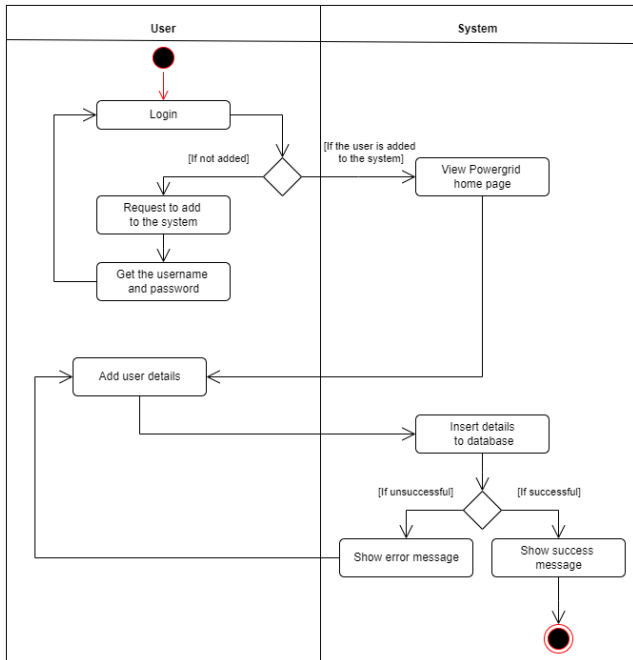 User
System
Login
[If not added]
[If the user is added
to the system]
View Powergrid
home page
Request to add
to the system
Get the username
and password
Add user details
Insert details
to database
[If unsuccessful]
[If successful]
Show error message
Show success
message